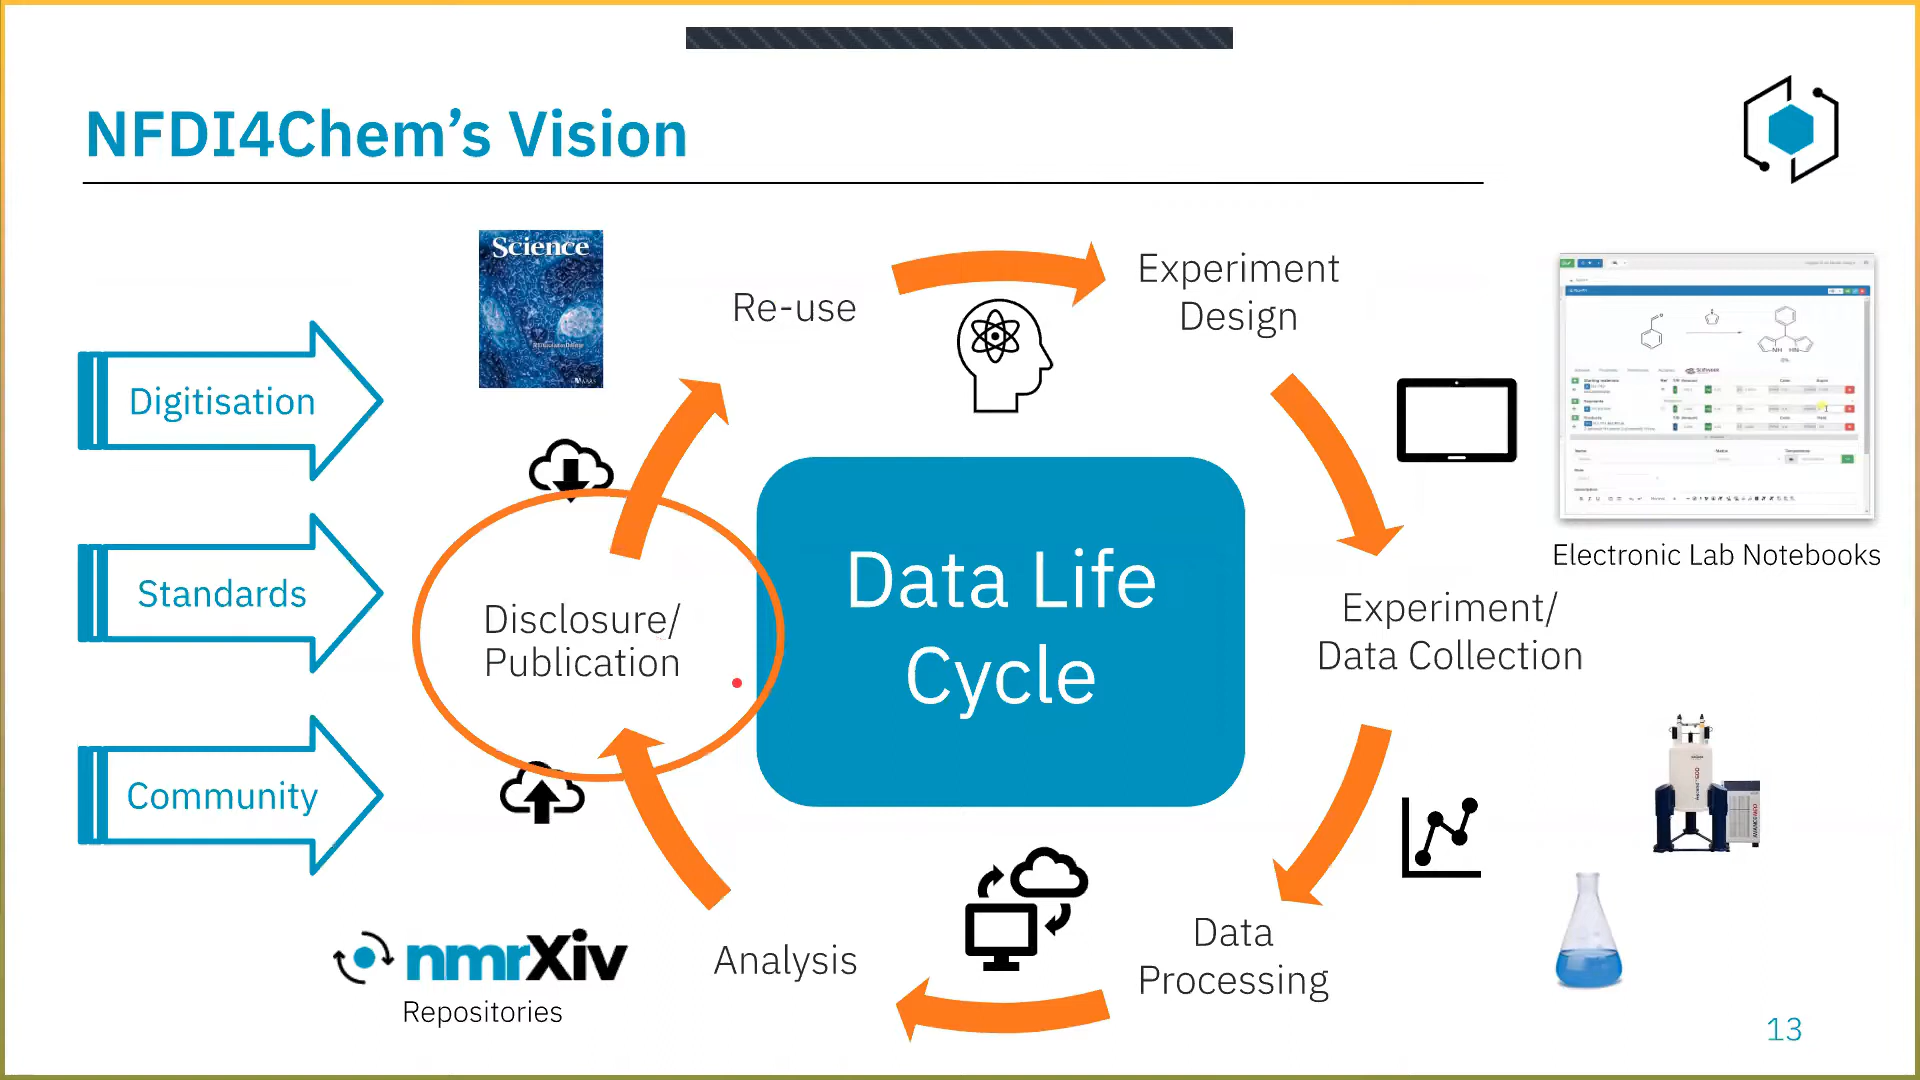 NFDI4Chem's Vision
Digitisation
Standards
Community
Science
Re-use
Experiment
Design
Electronic Lab Notebooks
Experiment/
Data Collection
Data Life
Cycle
Disclosure/
Publication
Data
Processing
Analysis
nmrXiv
Repositories
13